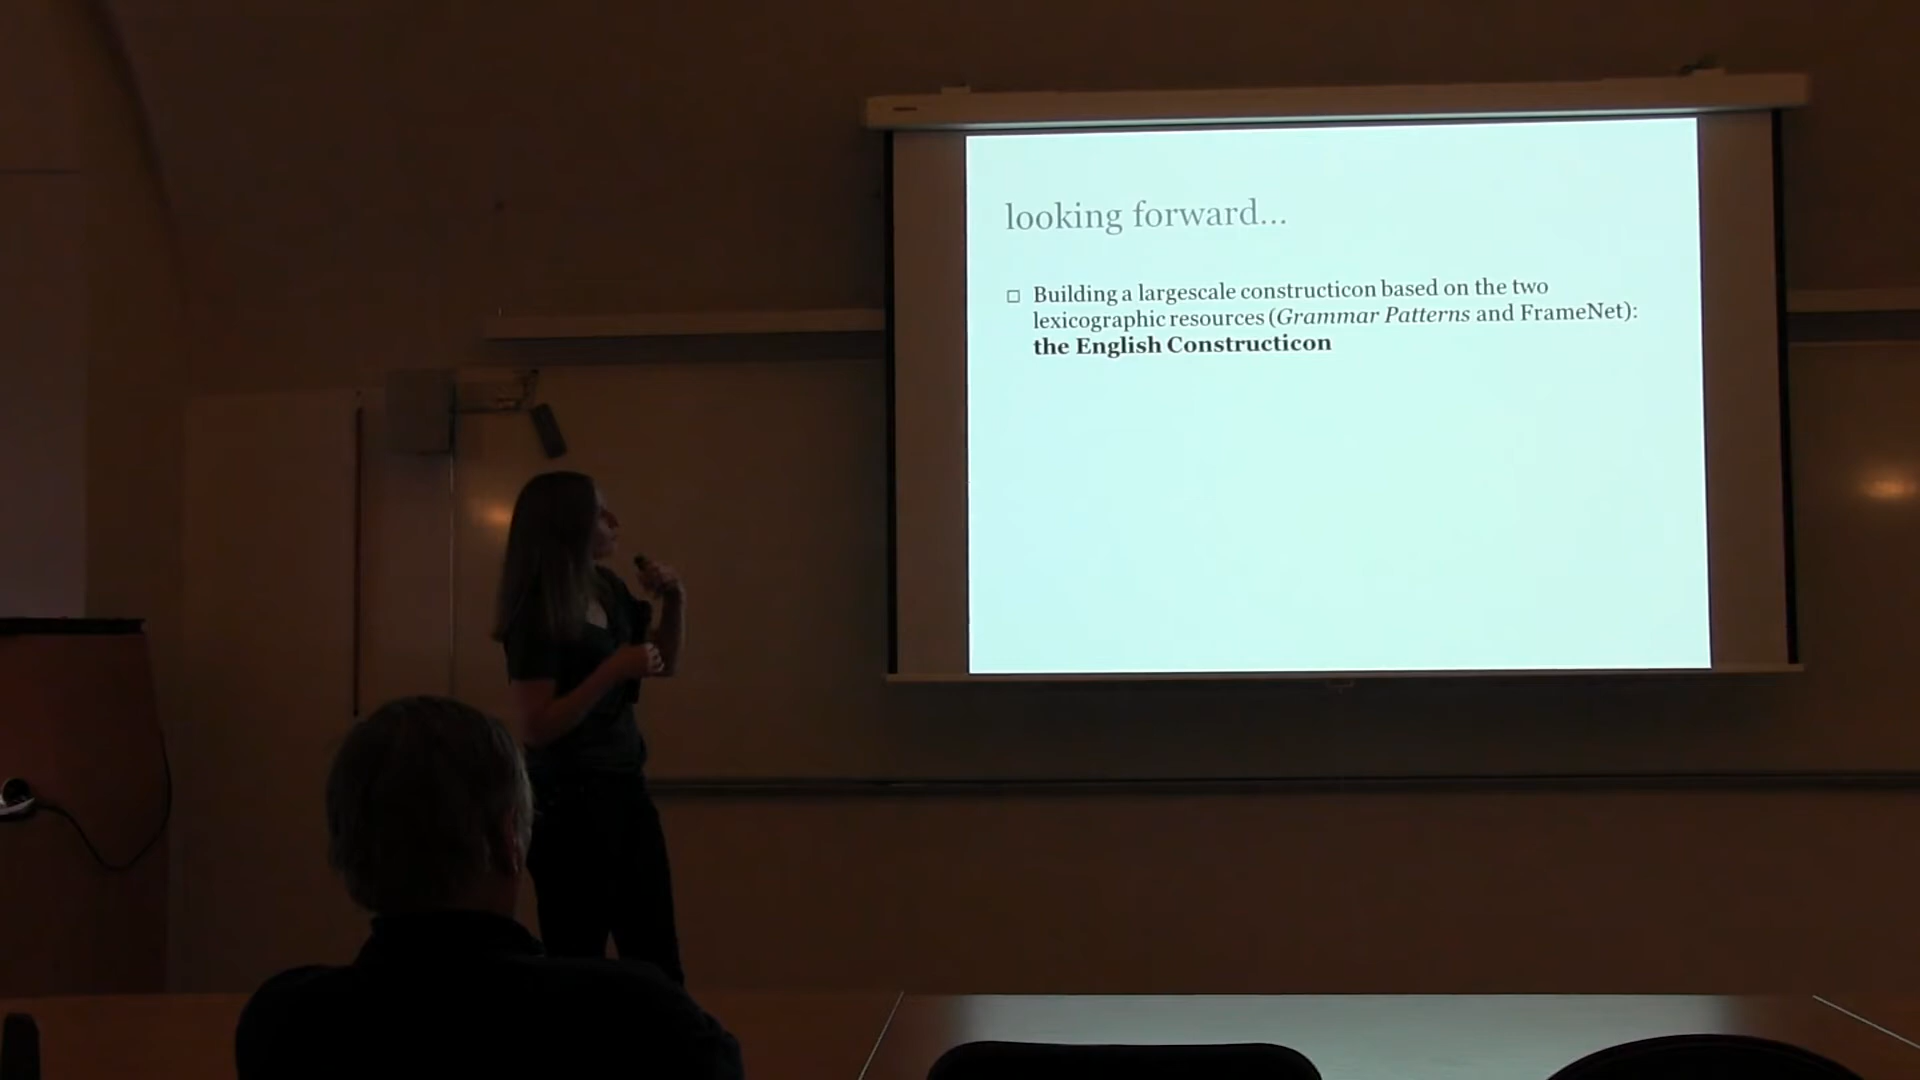 looking forward...
□ Building a largescale constructicon based on the two
lexicographic resources (Grammar Patterns and FrameNet):
the English Constructicon